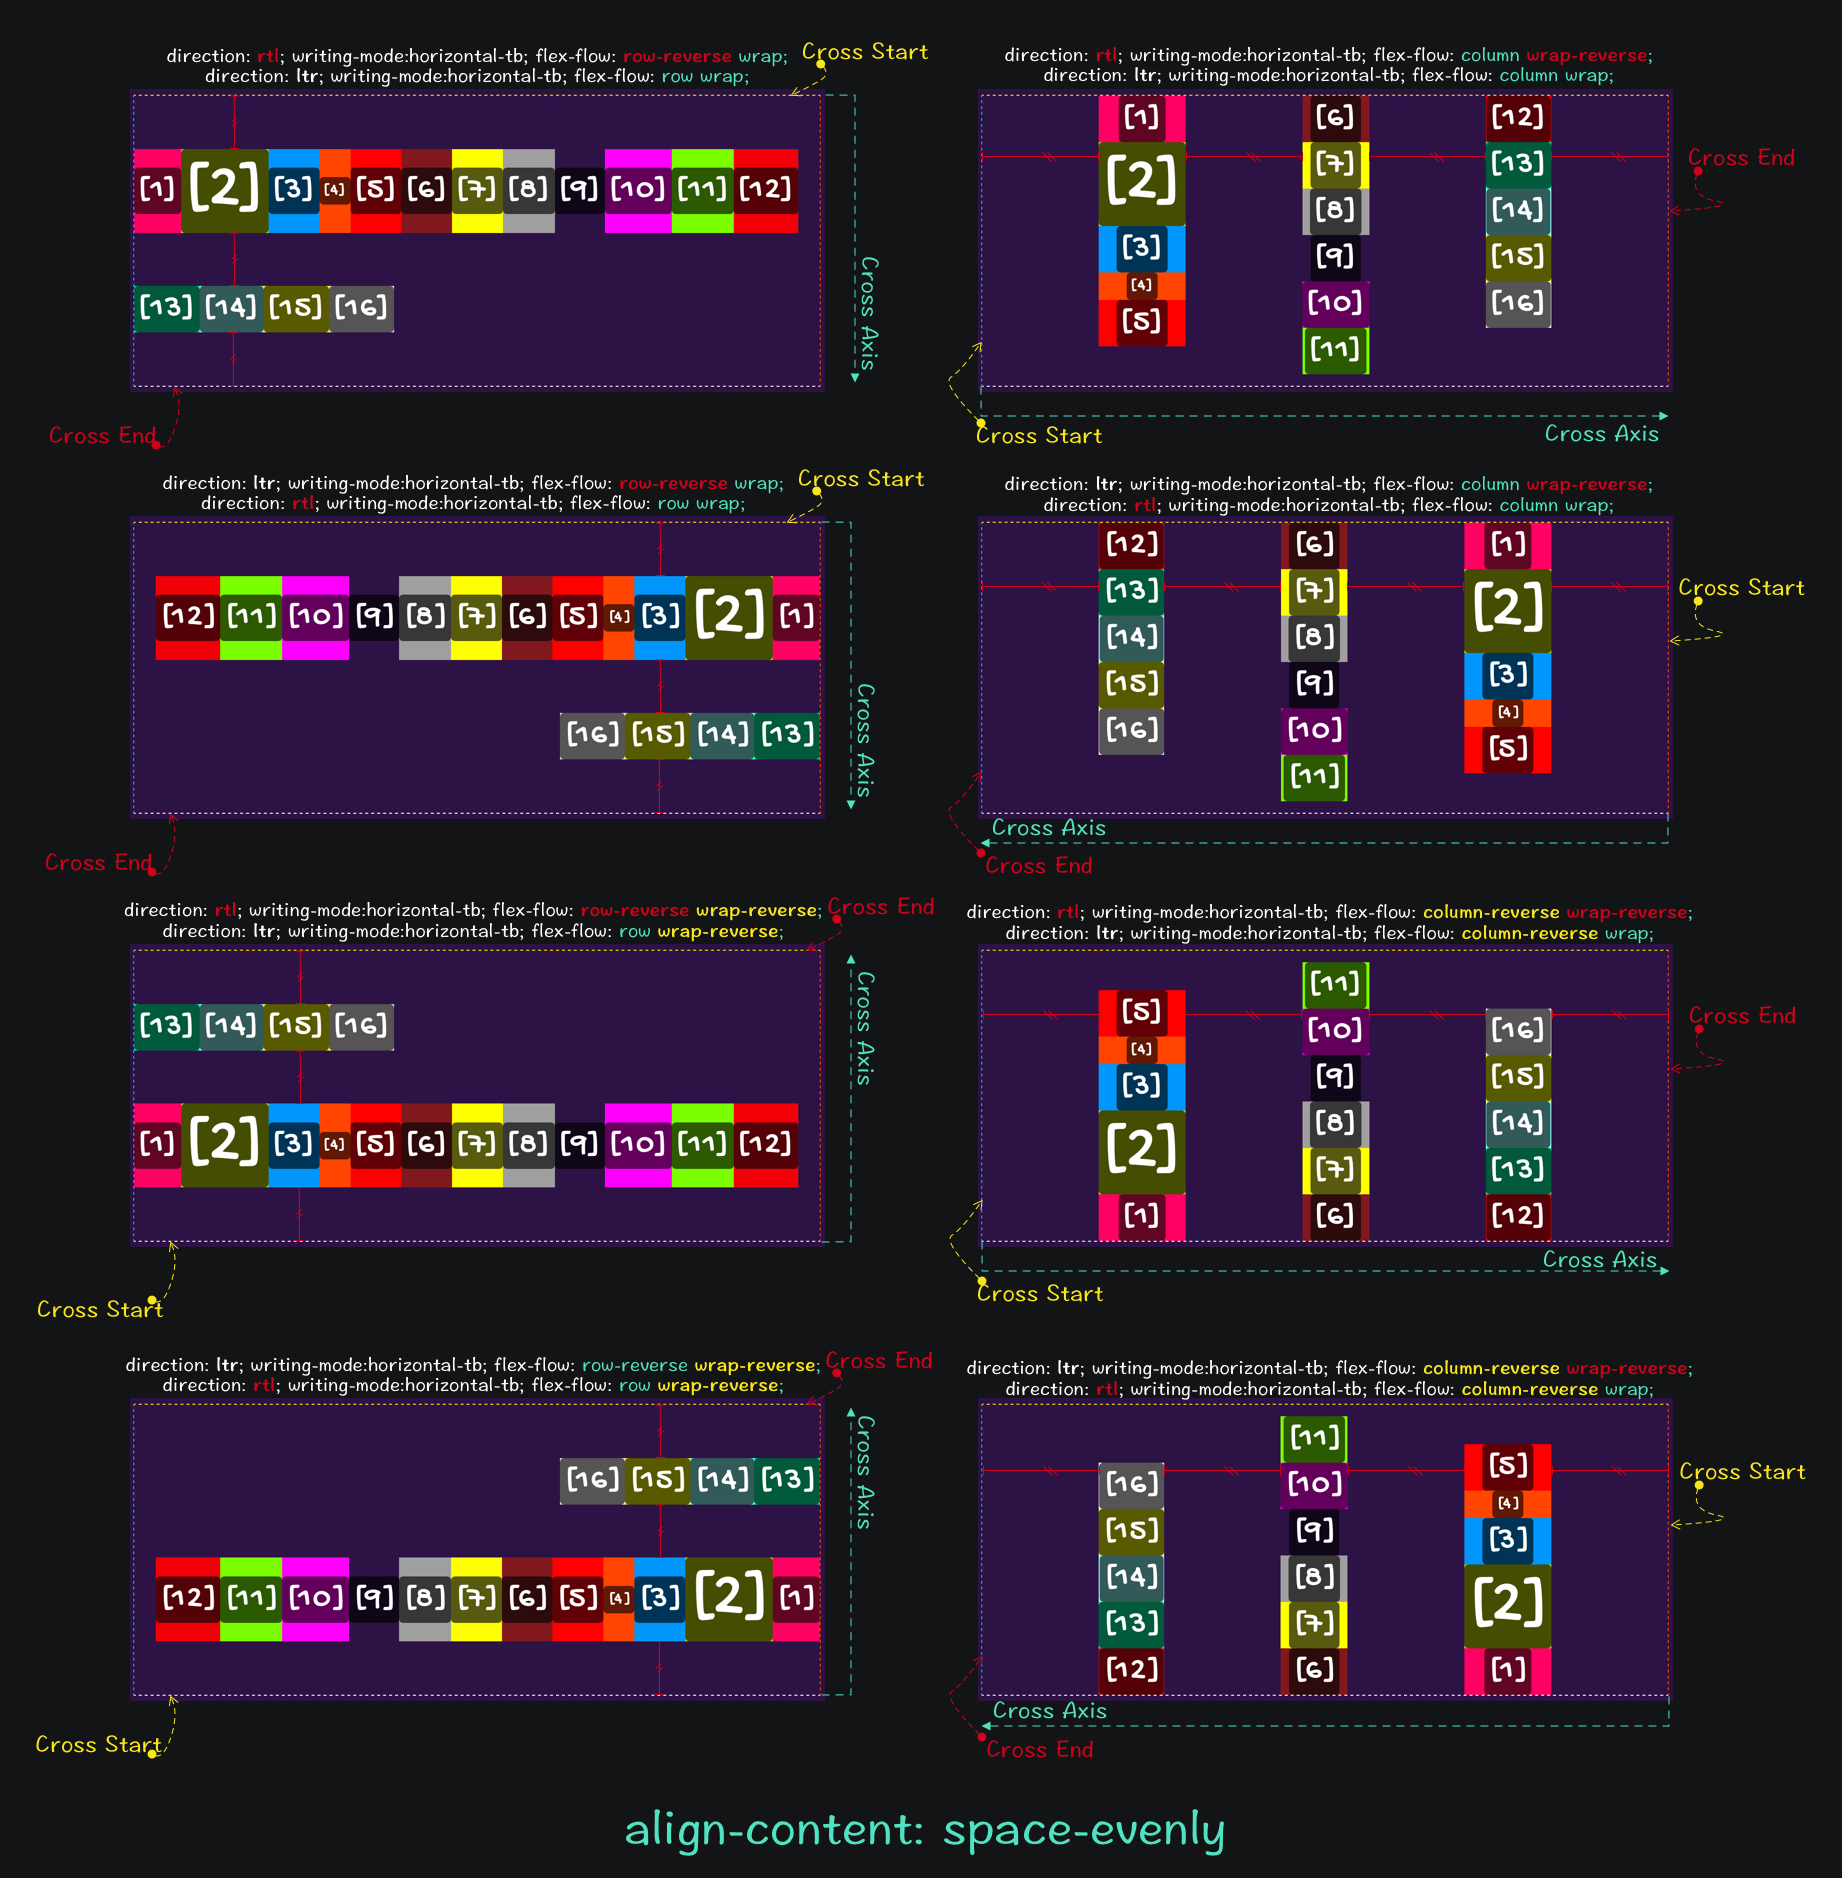 direction: rtl; writing-mode:horizontal-tb; flex-flow: row-reverse wrap;
direction: ltr; writing-mode:horizontal-tb; flex-flow: row wrap;
Cross Start
[1] [2] [3] [4] [5] [6] [7] [8] [9] [10] [11] [12]
[13] [14] [15] [16]
Cross Axis
Cross End
direction: rtl; writing-mode:horizontal-tb; flex-flow: column wrap-reverse;
direction: ltr; writing-mode:horizontal-tb; flex-flow: column wrap;
[1] [6] [12]
[2] [7] [13]
[8] [14]
[3] [9] [15]
[4] [10] [16]
[5] [11]
Cross End
Cross Start
Cross Axis
direction: ltr; writing-mode:horizontal-tb; flex-flow: row-reverse wrap;
direction: rtl; writing-mode:horizontal-tb; flex-flow: row wrap;
Cross Start
[12] [11] [10] [9] [8] [7] [6] [5] [4] [3] [2] [1]
[16] [15] [14] [13]
Cross Axis
Cross End
direction: ltr; writing-mode:horizontal-tb; flex-flow: column wrap-reverse;
direction: rtl; writing-mode:horizontal-tb; flex-flow: column wrap;
[12] [6] [1]
[13] [7] [2]
[14] [8]
[15] [9] [3]
[16] [10] [4]
[11] [5]
Cross Start
Cross Axis
Cross End
direction: rtl; writing-mode:horizontal-tb; flex-flow: row-reverse wrap-reverse;
direction: ltr; writing-mode:horizontal-tb; flex-flow: row wrap-reverse;
Cross End
[13] [14] [15] [16]
[1] [2] [3] [4] [5] [6] [7] [8] [9] [10] [11] [12]
Cross Axis
Cross Start
direction: rtl; writing-mode:horizontal-tb; flex-flow: column-reverse wrap-reverse;
direction: ltr; writing-mode:horizontal-tb; flex-flow: column-reverse wrap;
[11]
[5] [10] [16]
[4] [9] [15]
[3] [8] [14]
[2] [7] [13]
[1] [6] [12]
Cross End
Cross Axis
Cross Start
direction: ltr; writing-mode:horizontal-tb; flex-flow: row-reverse wrap-reverse;
direction: rtl; writing-mode:horizontal-tb; flex-flow: row wrap-reverse;
Cross End
[16] [15] [14] [13]
[12] [11] [10] [9] [8] [7] [6] [5] [4] [3] [2] [1]
Cross Axis
Cross Start
direction: ltr; writing-mode:horizontal-tb; flex-flow: column-reverse wrap-reverse;
direction: rtl; writing-mode:horizontal-tb; flex-flow: column-reverse wrap;
[11]
[16] [10] [5]
[15] [9] [4]
[14] [8] [3]
[13] [7] [2]
[12] [6] [1]
Cross Start
Cross Axis
Cross End
align-content: space-evenly